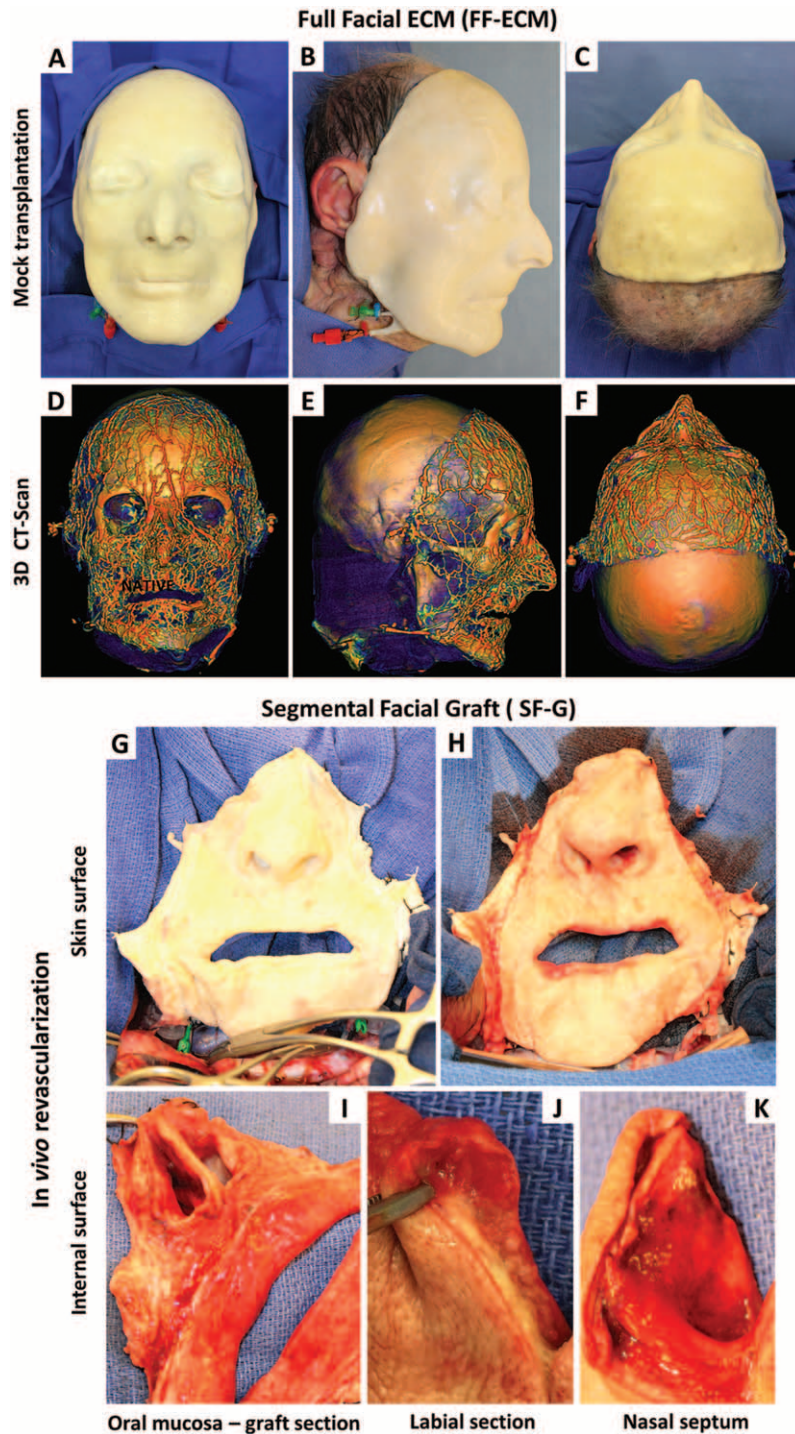 Full Facial ECM (FF-ECM)
A
B
C
Mock transplantation
D
E
F
3D CT-Scan
NATIVE
Segmental Facial Graft ( SF-G)
G
H
Skin surface
In vivo revascularization
I
J
K
Internal surface
Oral mucosa – graft section
Labial section
Nasal septum